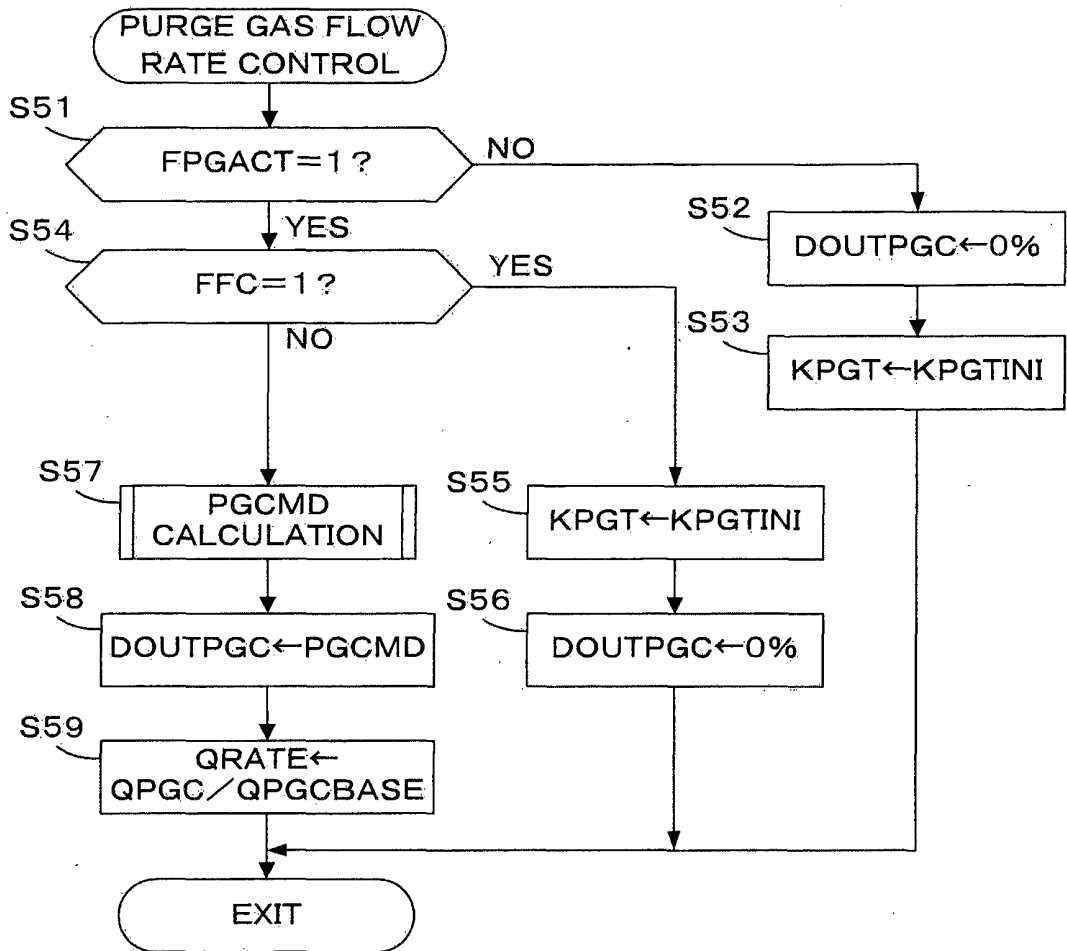 PURGE GAS FLOW
RATE CONTROL
S51
FPGACT=1?
NO
YES
S52
DOUTPGC←0%
S54
FFC=1?
YES
NO
S53
KPGT←KPGTINI
S57
PGCMD
CALCULATION
S55
KPGT←KPGTINI
S58
DOUTPGC←PGCMD
S56
DOUTPGC←0%
S59
QRATE←
QPGC/QPGCBASE
EXIT